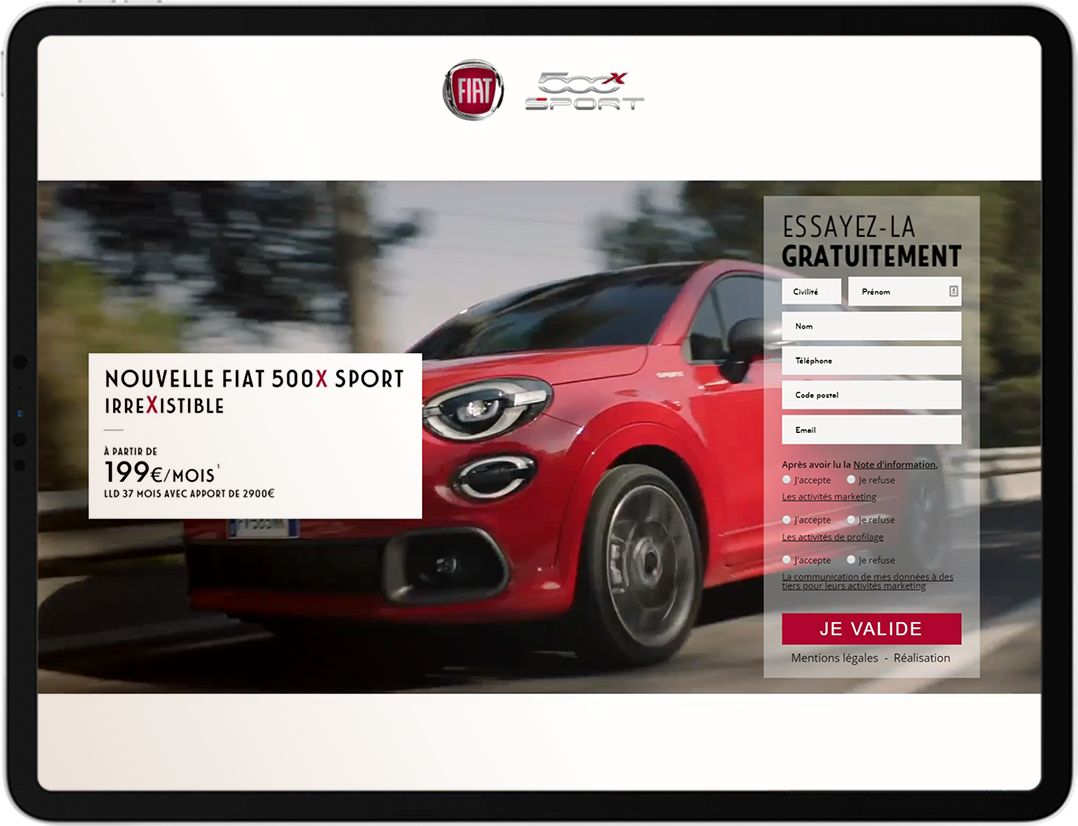 FIAT
500X
SPORT
ESSAYEZ-LA
GRATUITEMENT
Civilité
Prénom
Nom
Téléphone
Code postal
Email
NOUVELLE FIAT 500X SPORT
IRREXISTIBLE
À PARTIR DE
199€/MOIS¹
LLD 37 MOIS AVEC APPORT DE 2900€
Après avoir lu la Note d'information,
J'accepte Je refuse
Les activités marketing
J'accepte Je refuse
Les activités de profilage
J'accepte Je refuse
La communication de mes données à des
tiers pour leurs activités marketing
JE VALIDE
Mentions légales - Réalisation